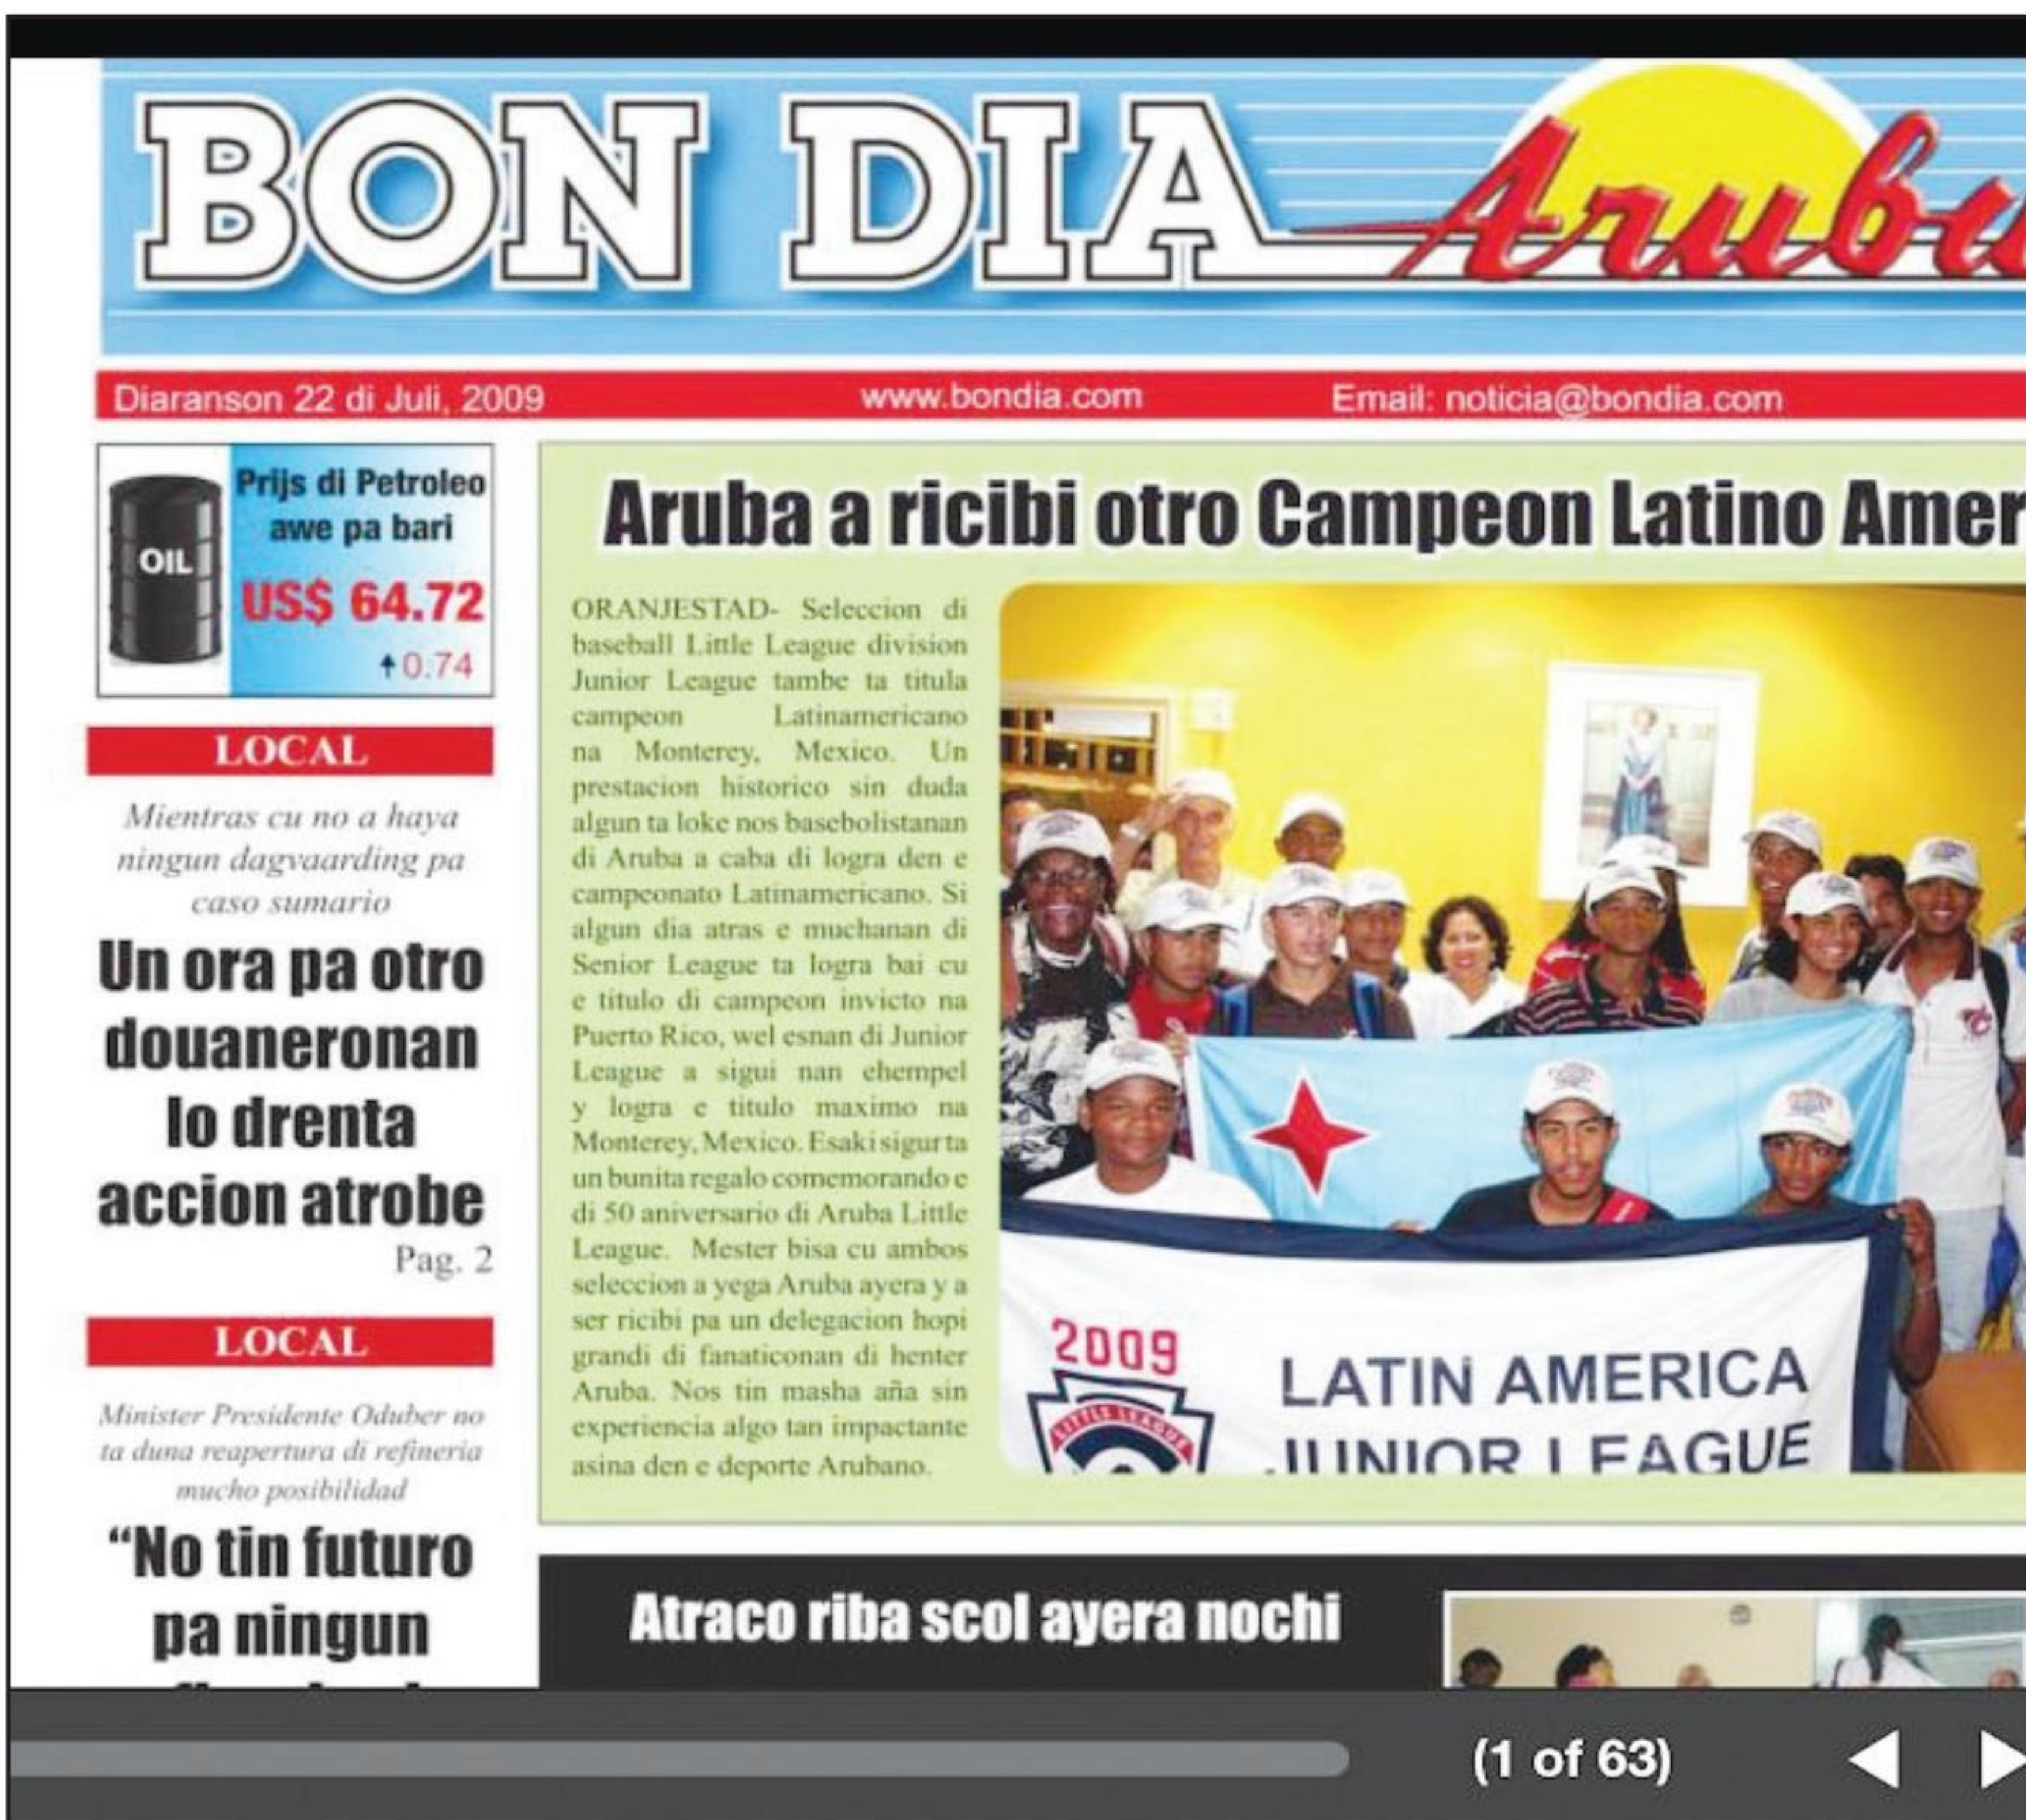 BON DIA Aruba
Diaranson 22 di Juli, 2009
www.bondia.com
Email: noticia@bondia.com
Prijs di Petroleo
awe pa bari
OIL
US$ 64.72
0.74
LOCAL
Mientras cu no a haya
ningun dagvaarding pa
caso sumario
Un ora pa otro
douaneronan
lo drenta
accion atrobe
Pag. 2
LOCAL
Minister Presidente Oduber no
ta duna reapertura di refineria
mucho posibilidad
“No tin futuro
pa ningun
Aruba a ricibi otro Campeon Latino Amer
ORANJESTAD- Seleccion di
baseball Little League division
Junior League tambe ta titula
campeon Latinamericano
na Monterey, Mexico. Un
prestacion historico sin duda
algun ta loke nos basebolistanan
di Aruba a caba di logra den e
campeonato Latinamericano. Si
algun dia atras e muchanan di
Senior League ta logra bai cu
e titulo di campeon invicto na
Puerto Rico, wel esnan di Junior
League a sigui nan ehempel
y logra e titulo maximo na
Monterey, Mexico. Esaki sigur ta
un bunita regalo comemorando e
di 50 aniversario di Aruba Little
League. Mester bisa cu ambos
seleccion a yega Aruba ayera y a
ser ricibi pa un delegacion hopi
grandi di fanaticonan di henter
Aruba. Nos tin masha aña sin
experiencia algo tan impactante
asina den e deporte Arubano.
2009
LITTLE LEAGUE
LATIN AMERICA
JUNIOR LEAGUE
Atraco riba scol ayera nochi
(1 of 63)